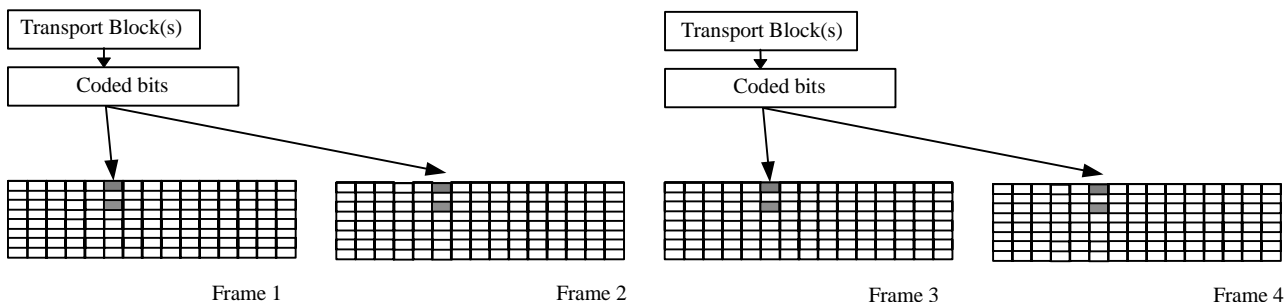 Transport Block(s)
Coded bits
Transport Block(s)
Coded bits
Frame 1
Frame 2
Frame 3
Frame 4